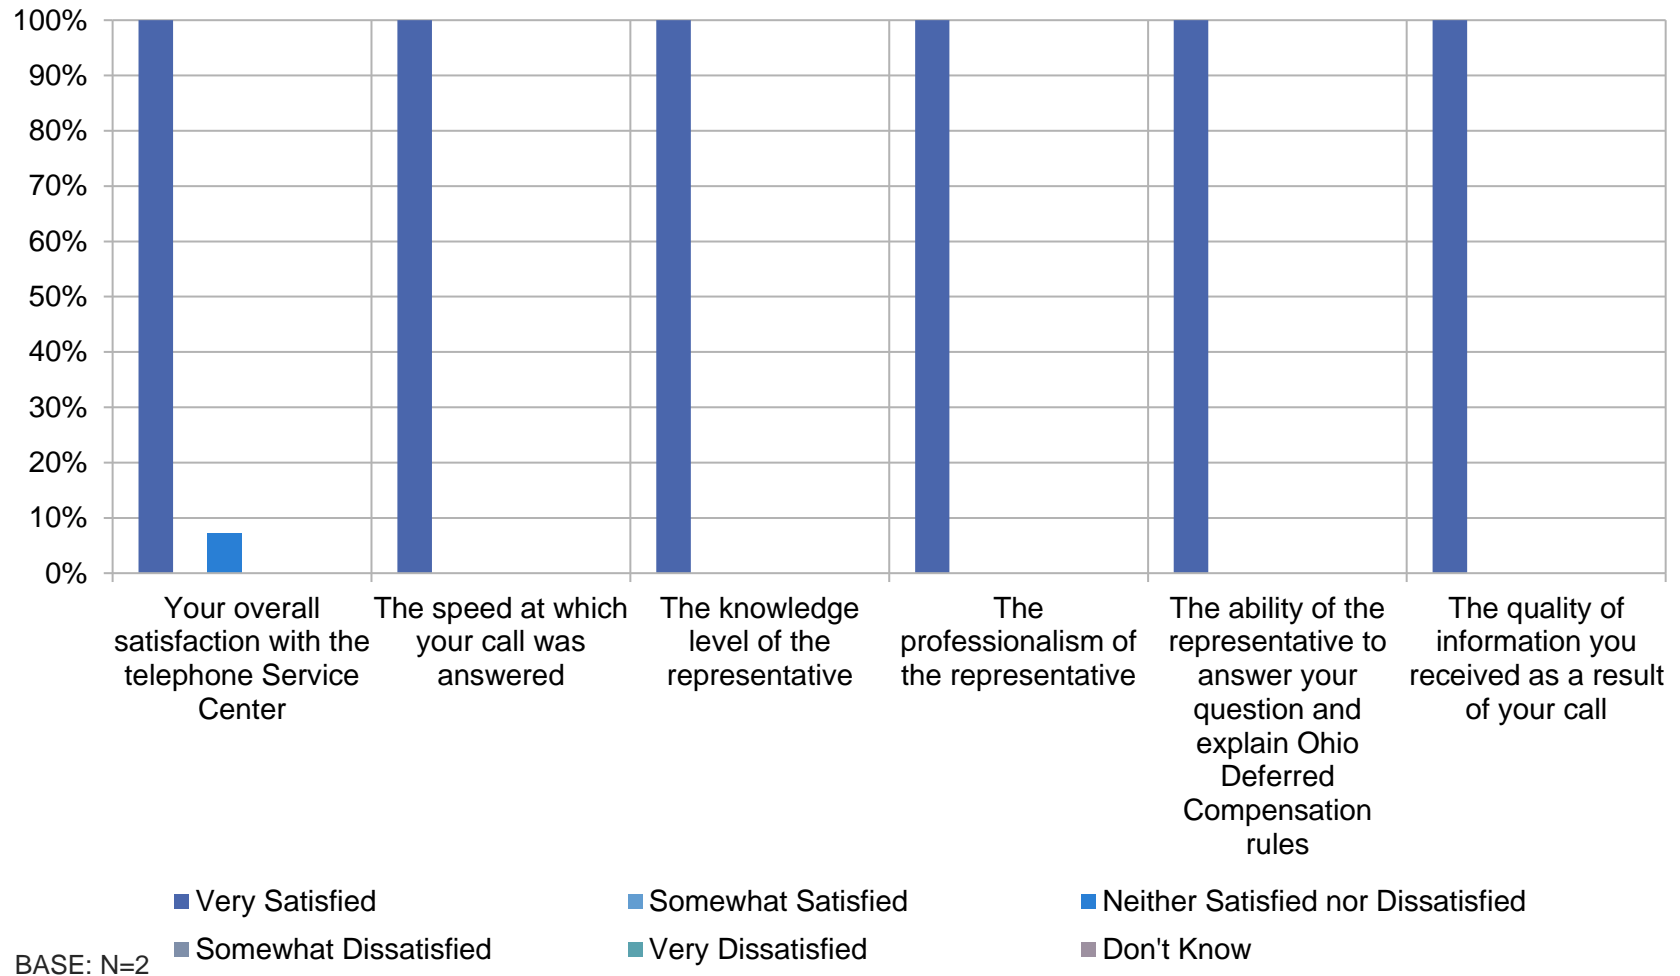 100%
90%
80%
70%
60%
50%
40%
30%
20%
10%
0%
Your overall
satisfaction with the
telephone Service
Center
The speed at which
your call was
answered
The knowledge
level of the
representative
The
professionalism of
the representative
The ability of the
representative to
answer your
question and
explain Ohio
Deferred
Compensation
rules
The quality of
information you
received as a result
of your call
Very Satisfied
Somewhat Satisfied
Neither Satisfied nor Dissatisfied
Somewhat Dissatisfied
Very Dissatisfied
Don't Know
BASE: N=2